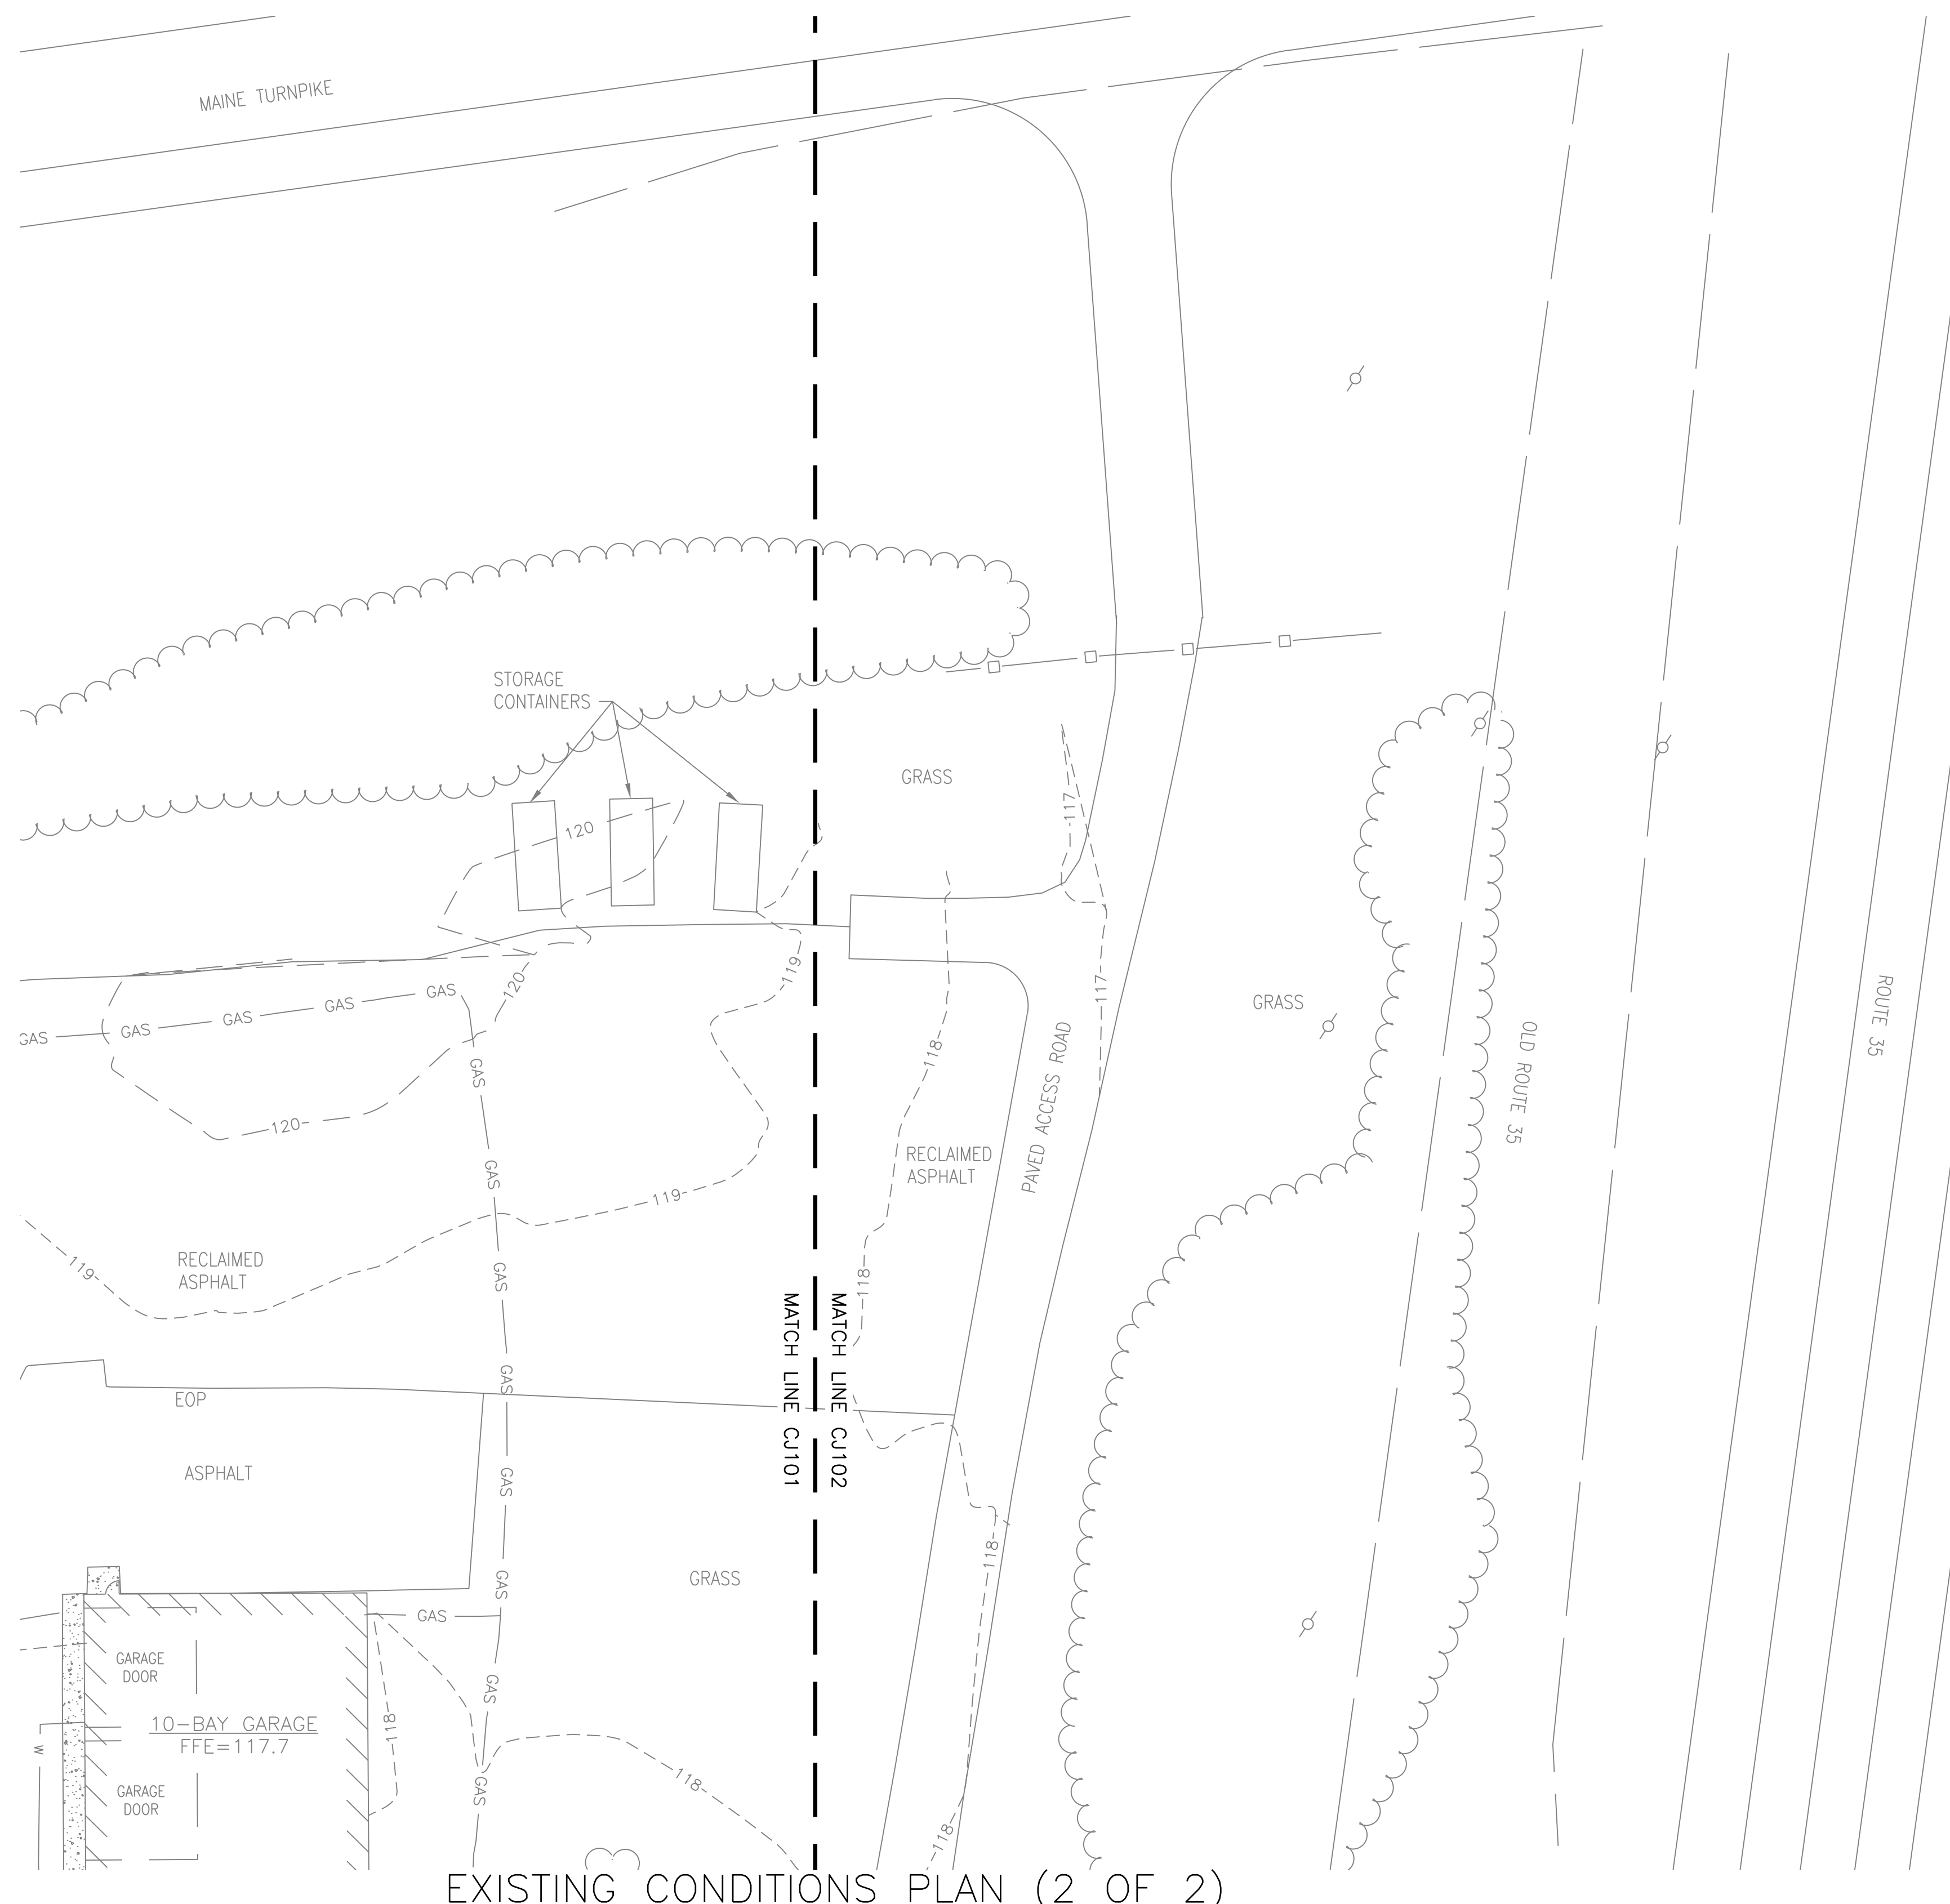 MAINE TURNPIKE
STORAGE
CONTAINERS
GRASS
120
117
119
120
117
GAS
GAS
GAS
GAS
GAS
GAS
118
GRASS
ROUTE 35
OLD ROUTE 35
PAVED ACCESS ROAD
120
GAS
RECLAIMED
ASPHALT
119
119
RECLAIMED
ASPHALT
GAS
118
MATCH LINE CJ101
MATCH LINE CJ102
GAS
EOP
ASPHALT
GAS
118
GRASS
GAS
GAS
GARAGE
DOOR
GAS
118
10-BAY GARAGE
FFE=117.7
W
118
GARAGE
DOOR
GAS
118
EXISTING CONDITIONS PLAN (2 OF 2)